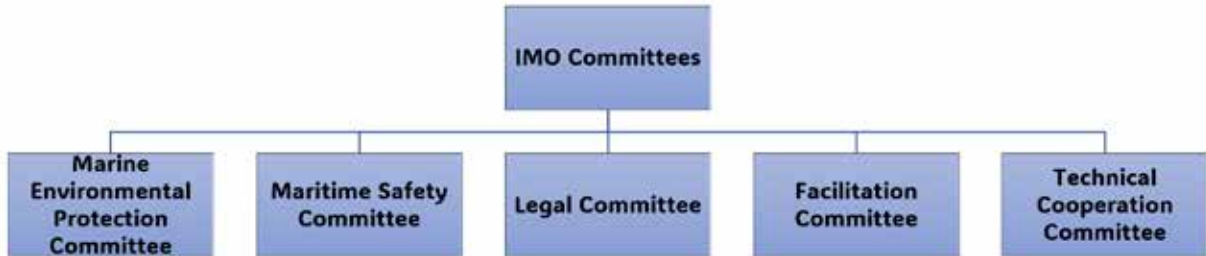 IMO Committees
Marine
Environmental
Protection
Committee
Maritime Safety
Committee
Legal Committee
Facilitation
Committee
Technical
Cooperation
Committee